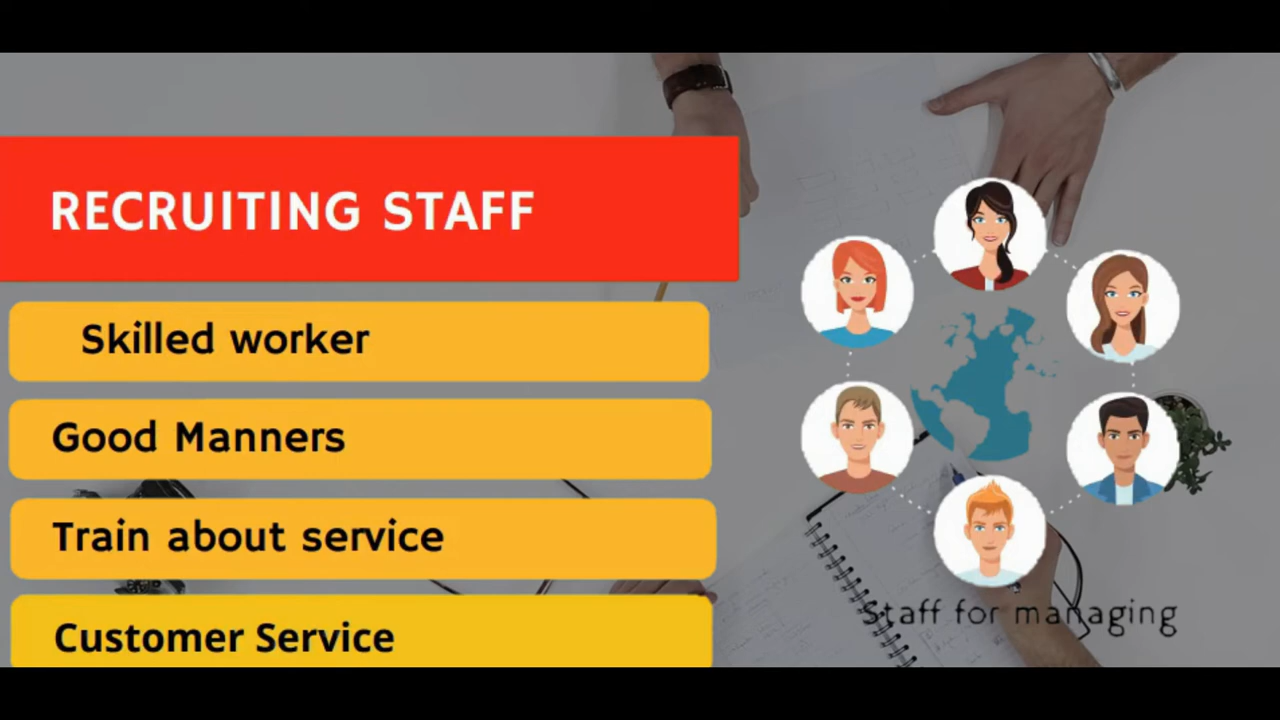 RECRUITING STAFF
Skilled worker
Good Manners
Train about service
Customer Service
Staff for managing